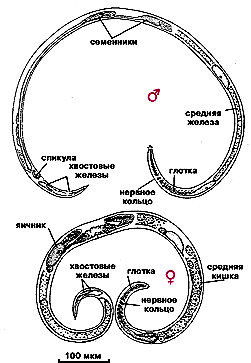 семенники
♂
средняя
железа
спикула
хвостовые
железы
глотка
нервное
кольцо
яичник
хвостовые
железы
глотка
♀
средняя
кишка
нервное
кольцо
100 мкм